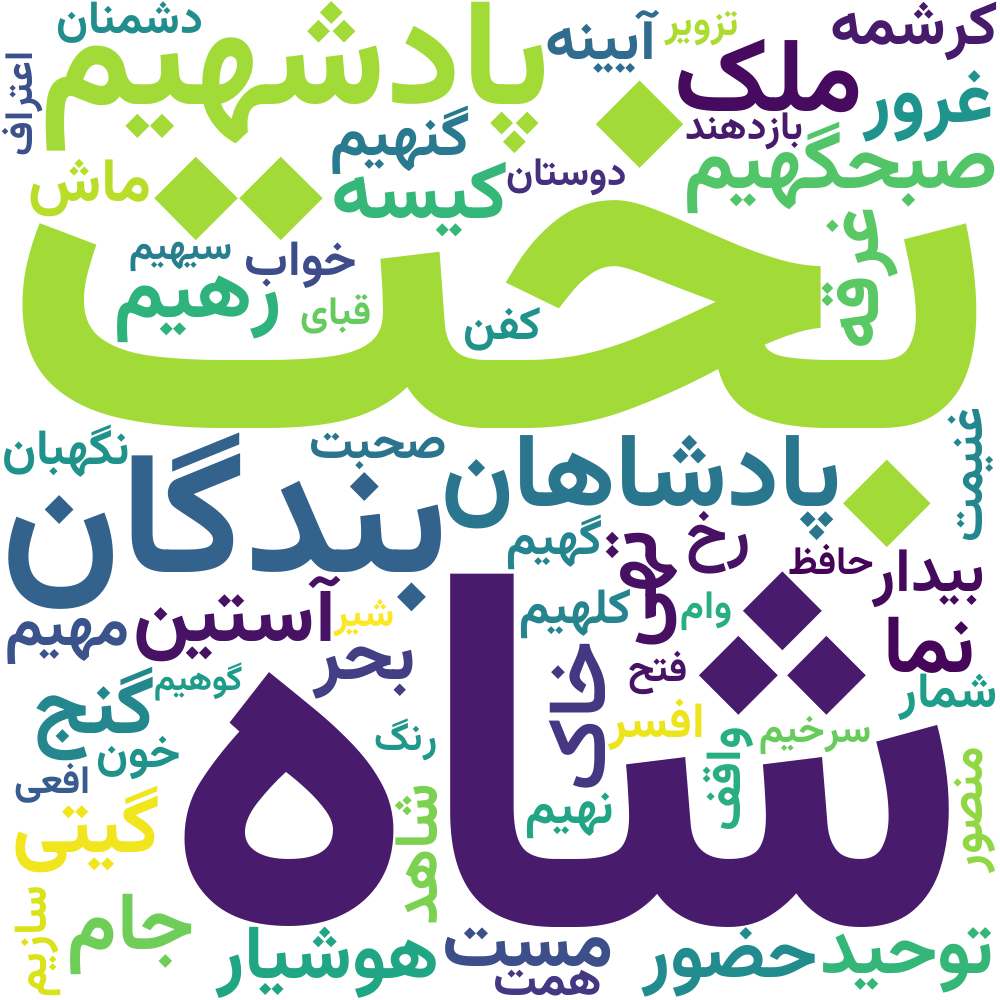 دشمنان
پادشهیم
آیینه
تزویر
کرشمه
ملک
اعتراف
غرور
بازدهند
گنهیم
صبحگهیم
ماش
کیسه
دوستان
بخت
سیهیم
خواب
غرقه
رهیم
قبای
کفن
نگهبان
صحبت
غنیمت
بندگان
پادشاهان
گهیم
تویی
رخ
حافظ
بیدار
مهیم
آستین
شیر
کلهیم
وام
نما
بحر
شاه
گوهیم
خاک
فتح
شمار
گنج
خون
رنگ
افسر
سرخیم
افعی
واقف
گیتی
شاهد
نهیم
منصور
سازیم
جام
هوشیار
مست
همت
حضور
توحید